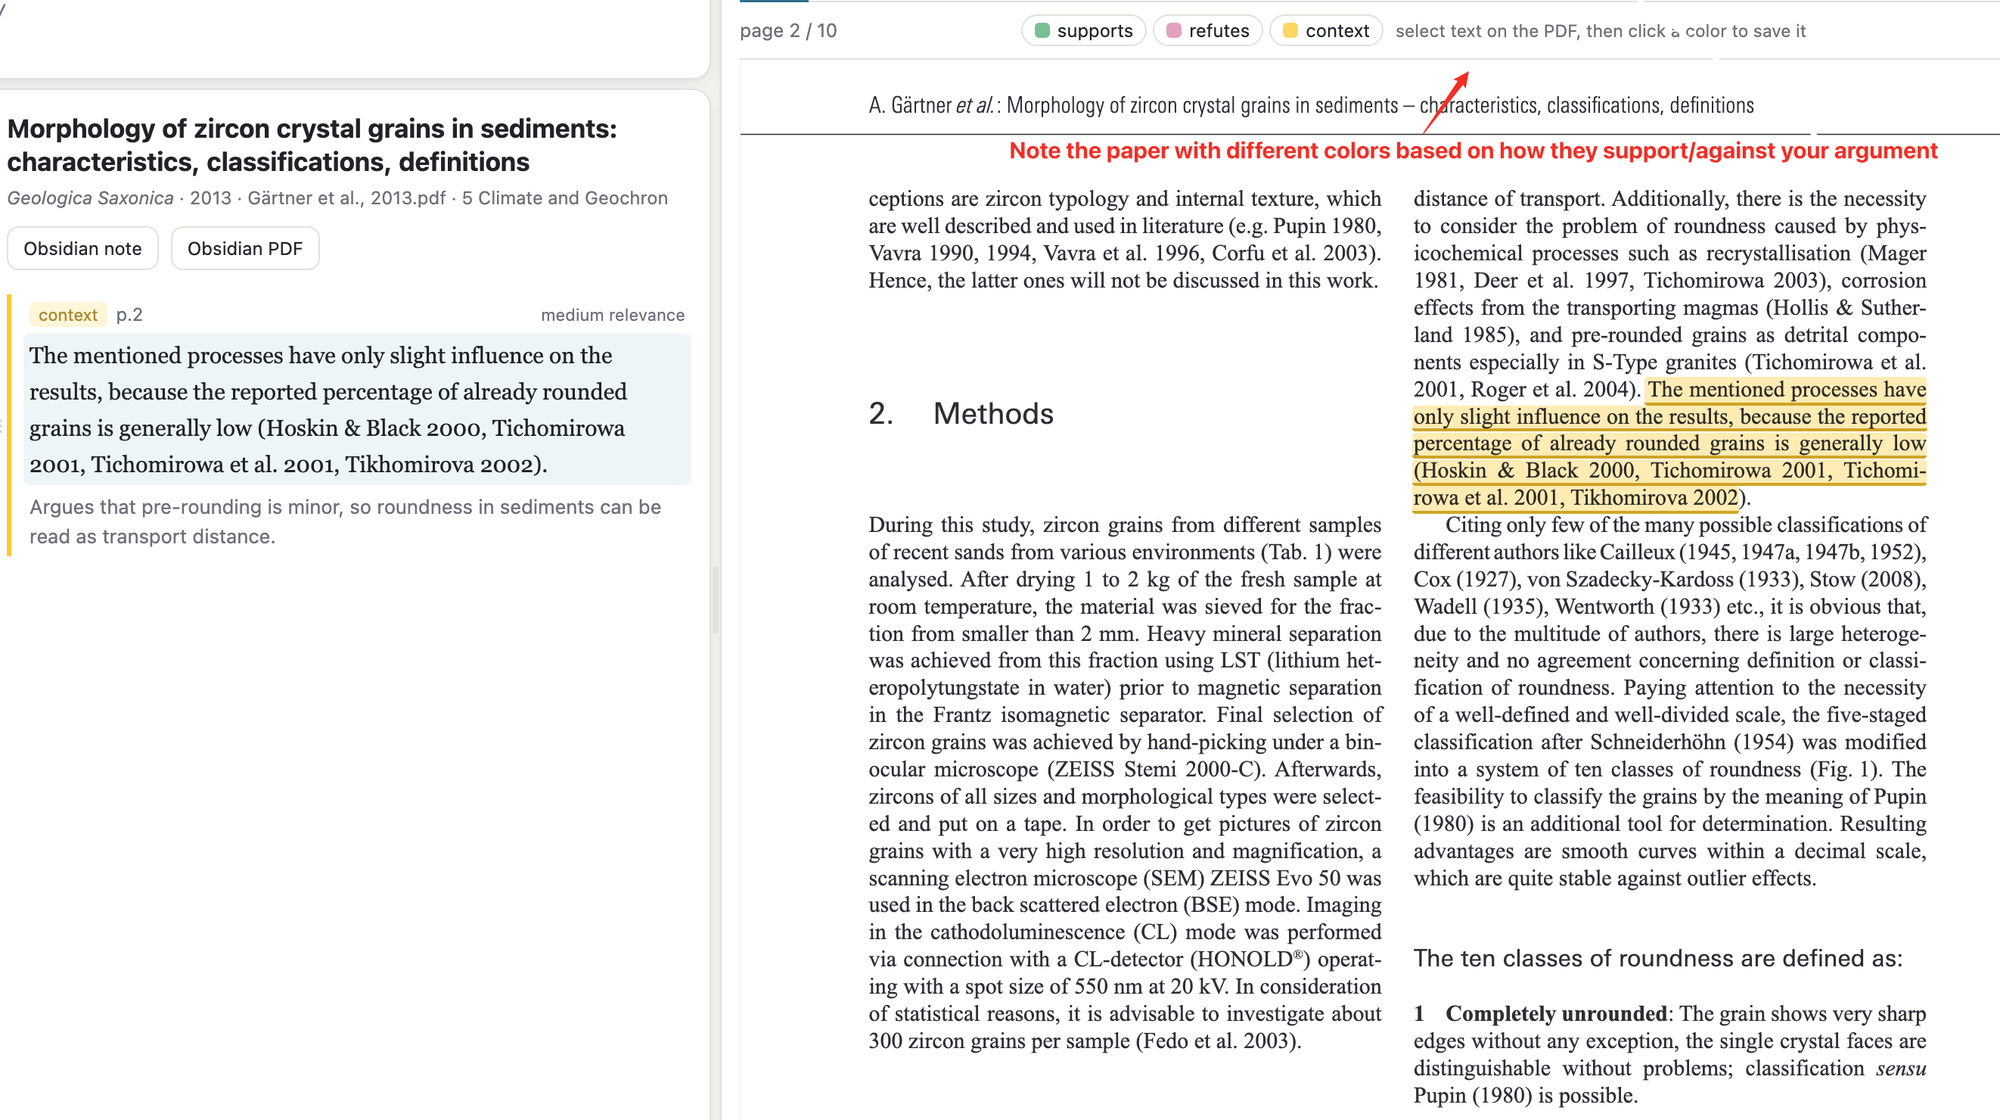 Morphology of zircon crystal grains in sediments:
characteristics, classifications, definitions
Geologica Saxonica · 2013 · Gärtner et al., 2013.pdf · 5 Climate and Geochron
Obsidian note
Obsidian PDF
context p.2
medium relevance
The mentioned processes have only slight influence on the
results, because the reported percentage of already rounded
grains is generally low (Hoskin & Black 2000, Tichomirowa
2001, Tichomirowa et al. 2001, Tikhomirova 2002).
Argues that pre-rounding is minor, so roundness in sediments can be
read as transport distance.
page 2 / 10
supports
refutes
context
select text on the PDF, then click a color to save it
A. Gärtner et al.: Morphology of zircon crystal grains in sediments – characteristics, classifications, definitions
Note the paper with different colors based on how they support/against your argument
ceptions are zircon typology and internal texture, which
are well described and used in literature (e.g. Pupin 1980,
Vavra 1990, 1994, Vavra et al. 1996, Corfu et al. 2003).
Hence, the latter ones will not be discussed in this work.
2. Methods
During this study, zircon grains from different samples
of recent sands from various environments (Tab. 1) were
analysed. After drying 1 to 2 kg of the fresh sample at
room temperature, the material was sieved for the frac-
tion from smaller than 2 mm. Heavy mineral separation
was achieved from this fraction using LST (lithium het-
eropolytungstate in water) prior to magnetic separation
in the Frantz isomagnetic separator. Final selection of
zircon grains was achieved by hand-picking under a bin-
ocular microscope (ZEISS Stemi 2000-C). Afterwards,
zircons of all sizes and morphological types were select-
ed and put on a tape. In order to get pictures of zircon
grains with a very high resolution and magnification, a
scanning electron microscope (SEM) ZEISS Evo 50 was
used in the back scattered electron (BSE) mode. Imaging
in the cathodoluminescence (CL) mode was performed
via connection with a CL-detector (HONOLD®) operat-
ing with a spot size of 550 nm at 20 kV. In consideration
of statistical reasons, it is advisable to investigate about
300 zircon grains per sample (Fedo et al. 2003).
distance of transport. Additionally, there is the necessity
to consider the problem of roundness caused by phys-
icochemical processes such as recrystallisation (Mager
1981, Deer et al. 1997, Tichomirowa 2003), corrosion
effects from the transporting magmas (Hollis & Suther-
land 1985), and pre-rounded grains as detrital compo-
nents especially in S-Type granites (Tichomirowa et al.
2001, Roger et al. 2004). The mentioned processes have
only slight influence on the results, because the reported
percentage of already rounded grains is generally low
(Hoskin & Black 2000, Tichomirowa 2001, Tichomi-
rowa et al. 2001, Tikhomirova 2002).
Citing only few of the many possible classifications of
different authors like Cailleux (1945, 1947a, 1947b, 1952),
Cox (1927), von Szadecky-Kardoss (1933), Stow (2008),
Wadell (1935), Wentworth (1933) etc., it is obvious that,
due to the multitude of authors, there is large heteroge-
neity and no agreement concerning definition or classi-
fication of roundness. Paying attention to the necessity
of a well-defined and well-divided scale, the five-staged
classification after Schneiderhöhn (1954) was modified
into a system of ten classes of roundness (Fig. 1). The
feasibility to classify the grains by the meaning of Pupin
(1980) is an additional tool for determination. Resulting
advantages are smooth curves within a decimal scale,
which are quite stable against outlier effects.
The ten classes of roundness are defined as:
1 Completely unrounded: The grain shows very sharp
edges without any exception, the single crystal faces are
distinguishable without problems; classification sensu
Pupin (1980) is possible.